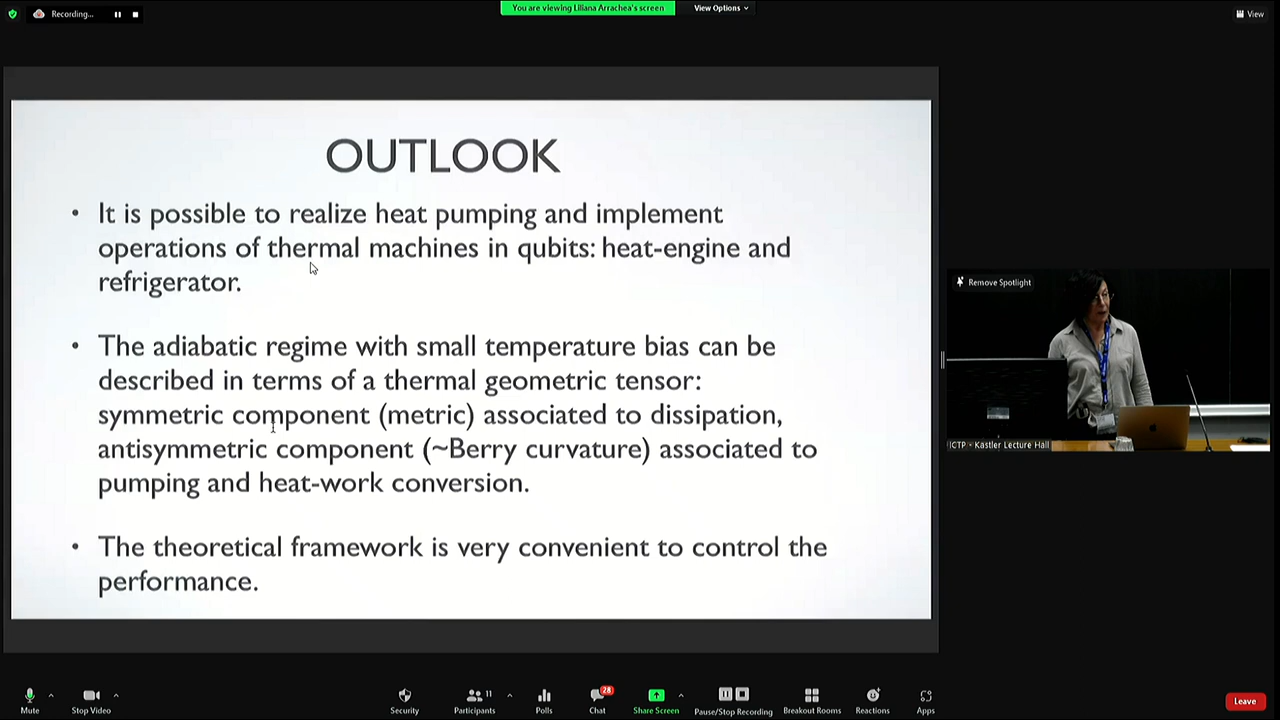 Recording...
You are viewing Liliana Arrachea's screen
View Options
View
OUTLOOK
• It is possible to realize heat pumping and implement
operations of thermal machines in qubits: heat-engine and
refrigerator.
• The adiabatic regime with small temperature bias can be
described in terms of a thermal geometric tensor:
symmetric component (metric) associated to dissipation,
antisymmetric component (~Berry curvature) associated to
pumping and heat-work conversion.
• The theoretical framework is very convenient to control the
performance.
Remove Spotlight
ICTP - Kastler Lecture Hall
Mute
Stop Video
Security
Participants
11
Polls
Chat
28
Share Screen
Pause/Stop Recording
Breakout Rooms
Reactions
Apps
Leave